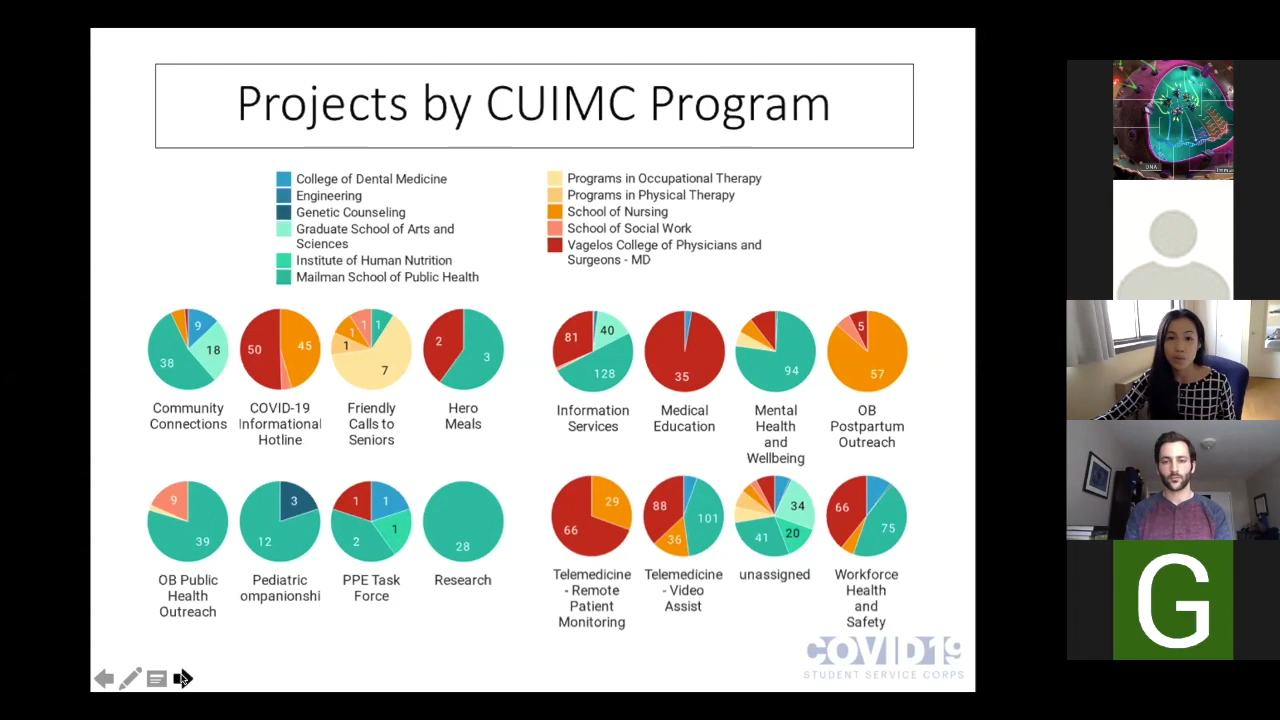 Projects by CUIMC Program
College of Dental Medicine
Engineering
Genetic Counseling
Graduate School of Arts and
Sciences
Institute of Human Nutrition
Mailman School of Public Health
Programs in Occupational Therapy
Programs in Physical Therapy
School of Nursing
School of Social Work
Vagelos College of Physicians and
Surgeons - MD
9
18
38
Community
Connections
50
45
COVID-19
Informational
Hotline
1
1
1
1
7
Friendly
Calls to
Seniors
2
3
Hero
Meals
81
40
128
Information
Services
35
Medical
Education
94
Mental
Health
and
Wellbeing
5
57
OB
Postpartum
Outreach
9
39
OB Public
Health
Outreach
3
12
Pediatric
ompanionshi
1
1
1
2
PPE Task
Force
28
Research
29
66
Telemedicine
- Remote
Patient
Monitoring
88
101
36
Telemedicine
- Video
Assist
34
20
41
unassigned
66
75
Workforce
Health
and
Safety
COVID19
STUDENT SERVICE CORPS
DNA
G